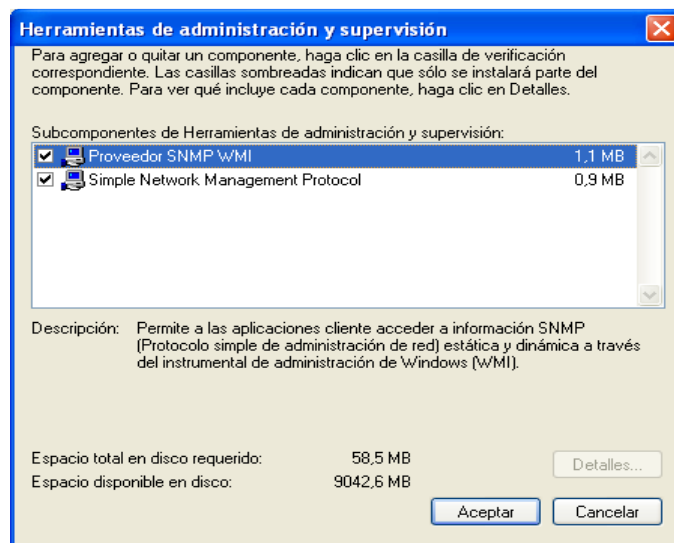 Herramientas de administración y supervisión
Para agregar o quitar un componente, haga clic en la casilla de verificación
correspondiente. Las casillas sombreadas indican que sólo se instalará parte del
componente. Para ver qué incluye cada componente, haga clic en Detalles.
Subcomponentes de Herramientas de administración y supervisión:
Proveedor SNMP WMI 1,1 MB
Simple Network Management Protocol 0,9 MB
Descripción: Permite a las aplicaciones cliente acceder a información SNMP
(Protocolo simple de administración de red) estática y dinámica a través
del instrumental de administración de Windows (WMI).
Espacio total en disco requerido: 58,5 MB
Espacio disponible en disco: 9042,6 MB
Detalles...
Aceptar Cancelar